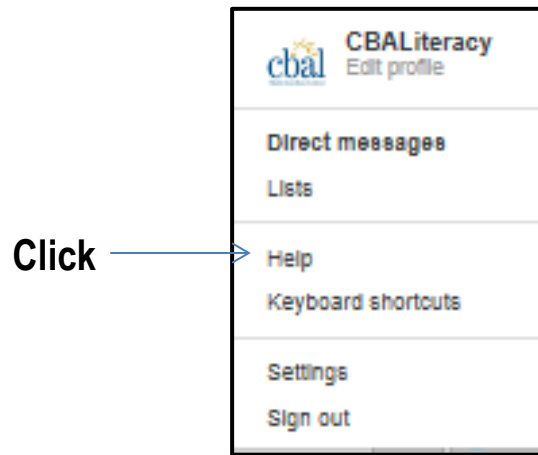 CBALiteracy
cbal Edit profile
Direct messages
Lists
Click
Help
Keyboard shortcuts
Settings
Sign out